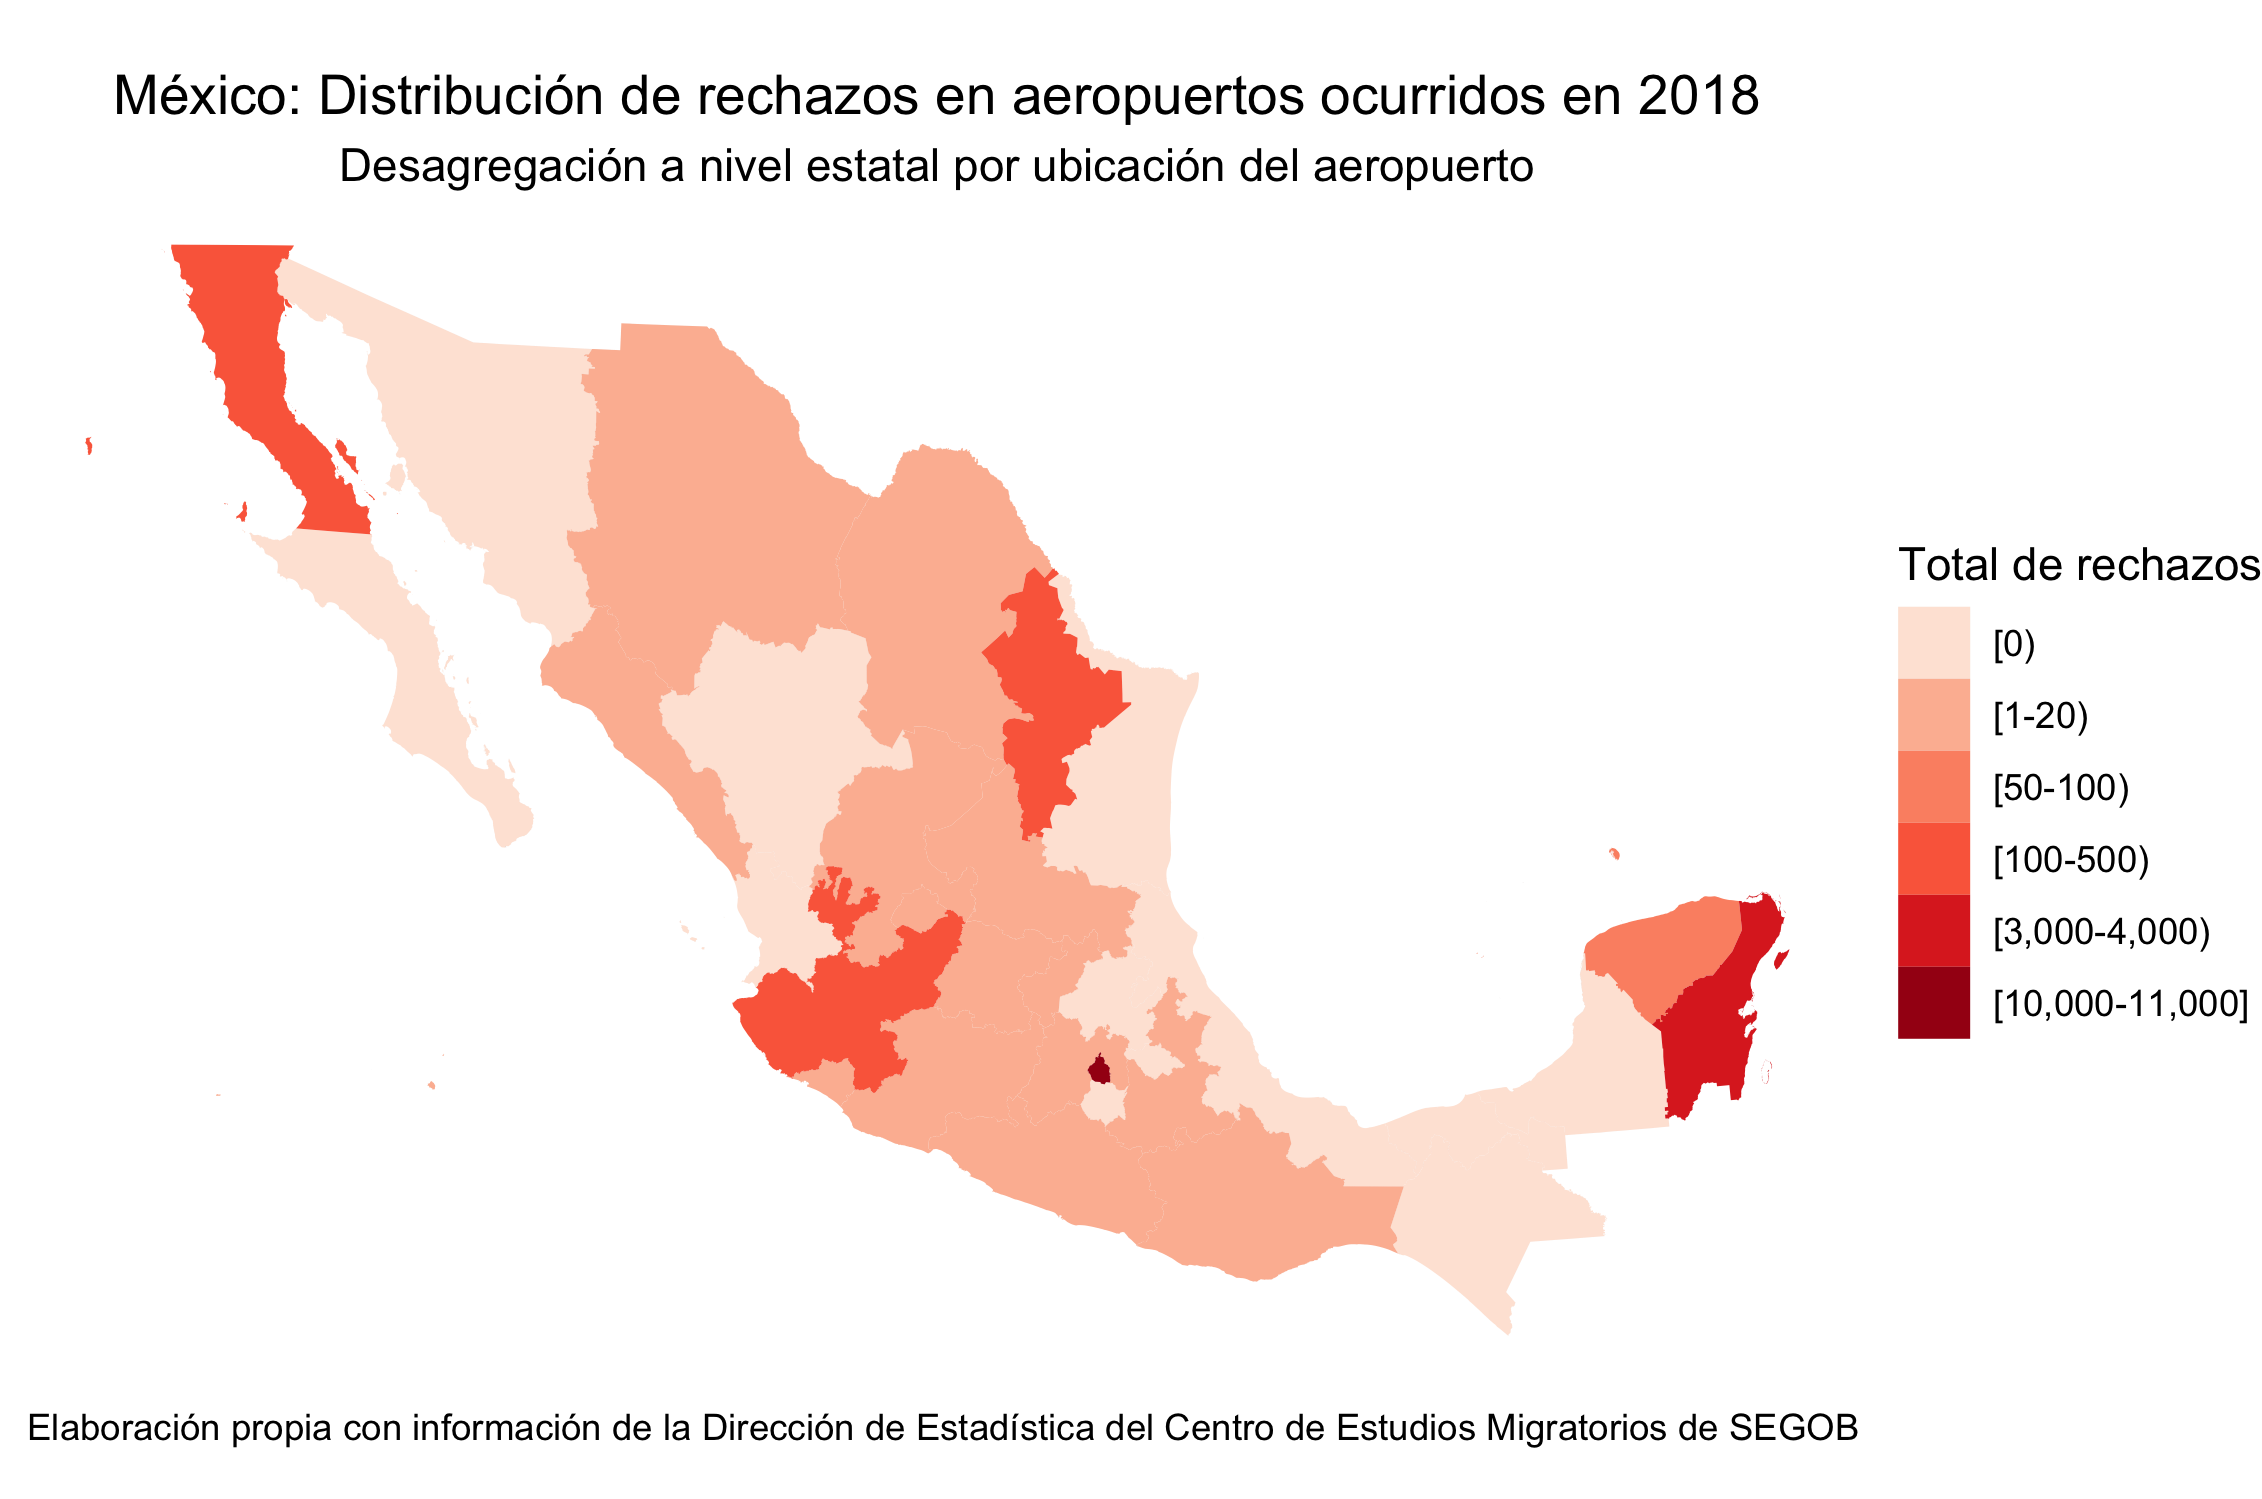 México: Distribución de rechazos en aeropuertos ocurridos en 2018
Desagregación a nivel estatal por ubicación del aeropuerto
Total de rechazos
[0)
[1-20)
[50-100)
[100-500)
[3,000-4,000)
[10,000-11,000]
Elaboración propia con información de la Dirección de Estadística del Centro de Estudios Migratorios de SEGOB